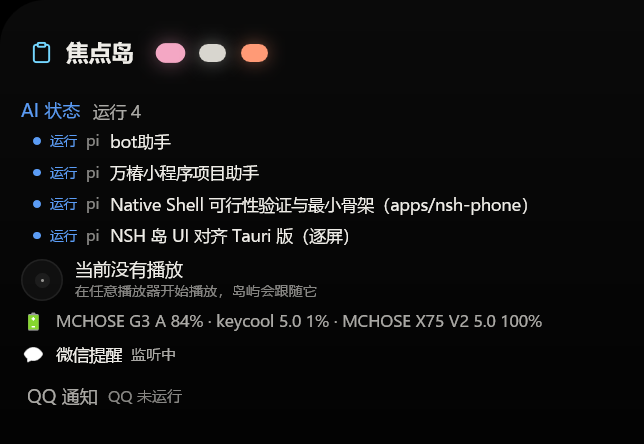 焦点岛
AI 状态 运行 4
运行 pi bot助手
运行 pi 万椿小程序项目助手
运行 pi Native Shell 可行性验证与最小骨架（apps/nsh-phone）
运行 pi NSH 岛 UI 对齐 Tauri 版（逐屏）
当前没有播放
在任意播放器开始播放，岛屿会跟随它
MCHOSE G3 A 84% · keycool 5.0 1% · MCHOSE X75 V2 5.0 100%
微信提醒 监听中
QQ 通知 QQ 未运行